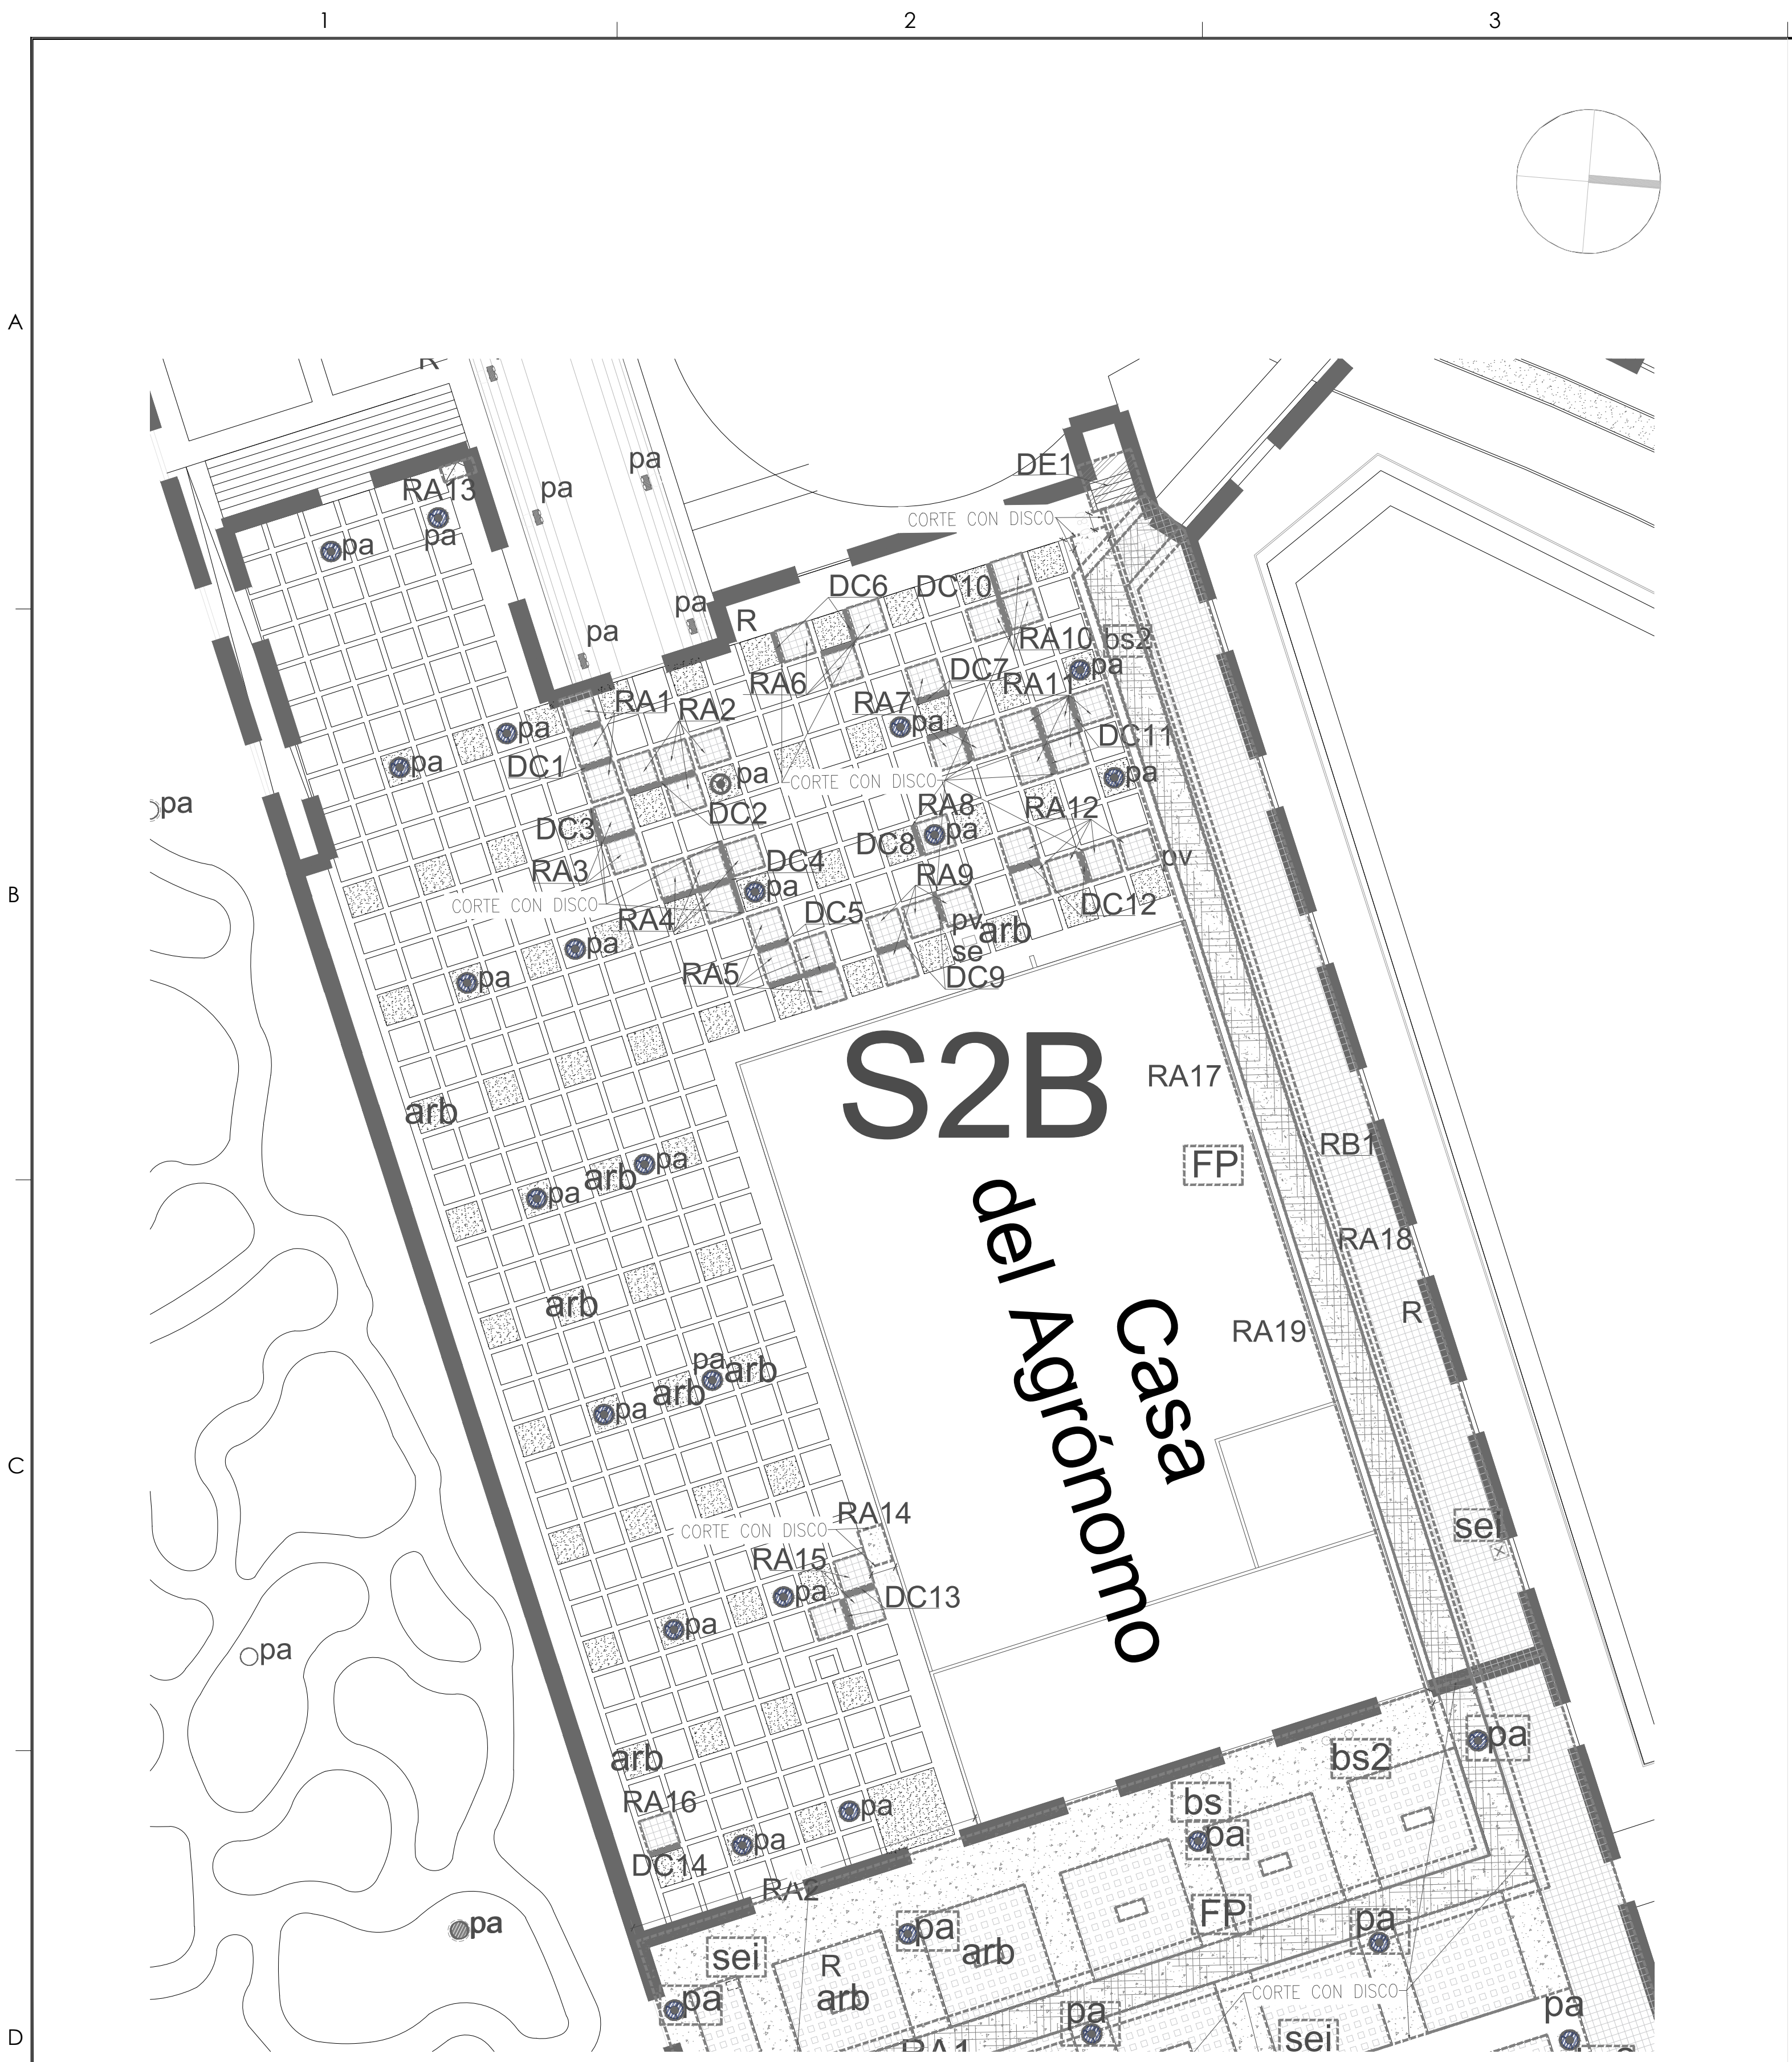 1 2 3
A
R
pa
pa
DE1
RA13
CORTE CON DISCO
pa
pa
DC6
DC10
pa
R
pa
RA10
bs2
RA6
DC7
pa
RA11
RA1
RA2
RA7
pa
pa
DC11
pa
DC1
pa
pa
CORTE CON DISCO
pa
DC2
RA8
RA12
DC3
DC8
pa
pv
RA3
DC4
RA9
B
pa
DC12
CORTE CON DISCO
RA4
DC5
pv
arb
pa
se
RA5
DC9
pa
S2B
RA17
arb
RB1
FP
pa
arb
pa
RA18
del Agrónomo
Casa
arb
R
RA19
pa
arb
arb
pa
C
RA14
CORTE CON DISCO
sei
RA15
pa
DC13
pa
pa
pa
arb
bs2
RA16
bs
pa
pa
pa
DC14
RA2
pa
FP
pa
pa
arb
sei
R
CORTE CON DISCO
arb
pa
pa
pa
D
sei
RA1